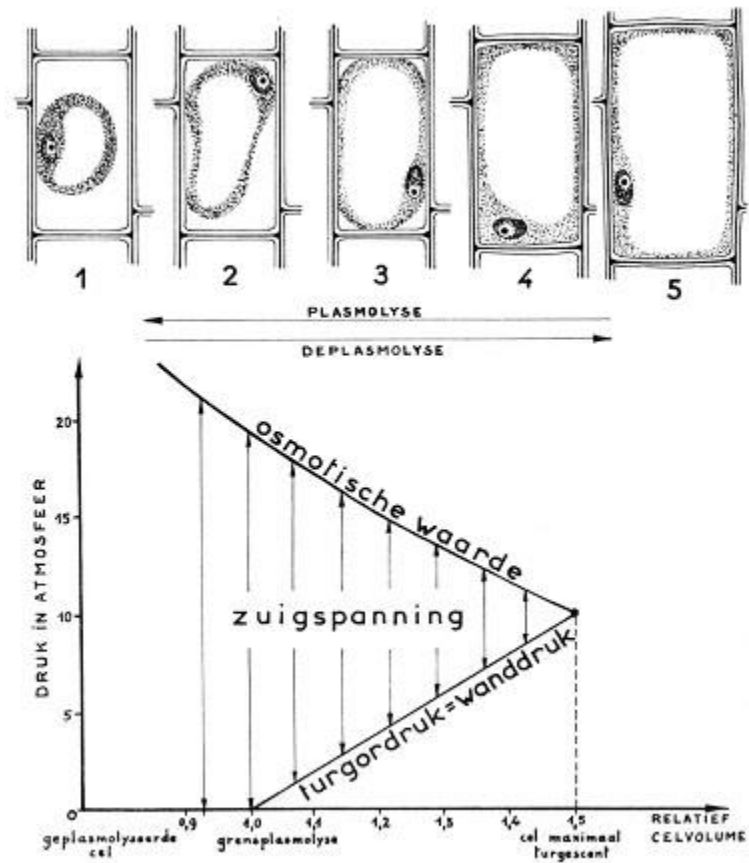 1 2 3 4 5
PLASMOLYSE
DEPLASMOLYSE
DRUK IN ATMOSFEER
20
15
10
5
0
osmotische waarde
zuigspanning
turgordruk=wanddruk
0,9 1,0 1,1 1,2 1,3 1,4 1,5
RELATIEF
CELVOLUME
geplasmolyseerde
cel
grensplasmolyse
cel maximaal
turgescent